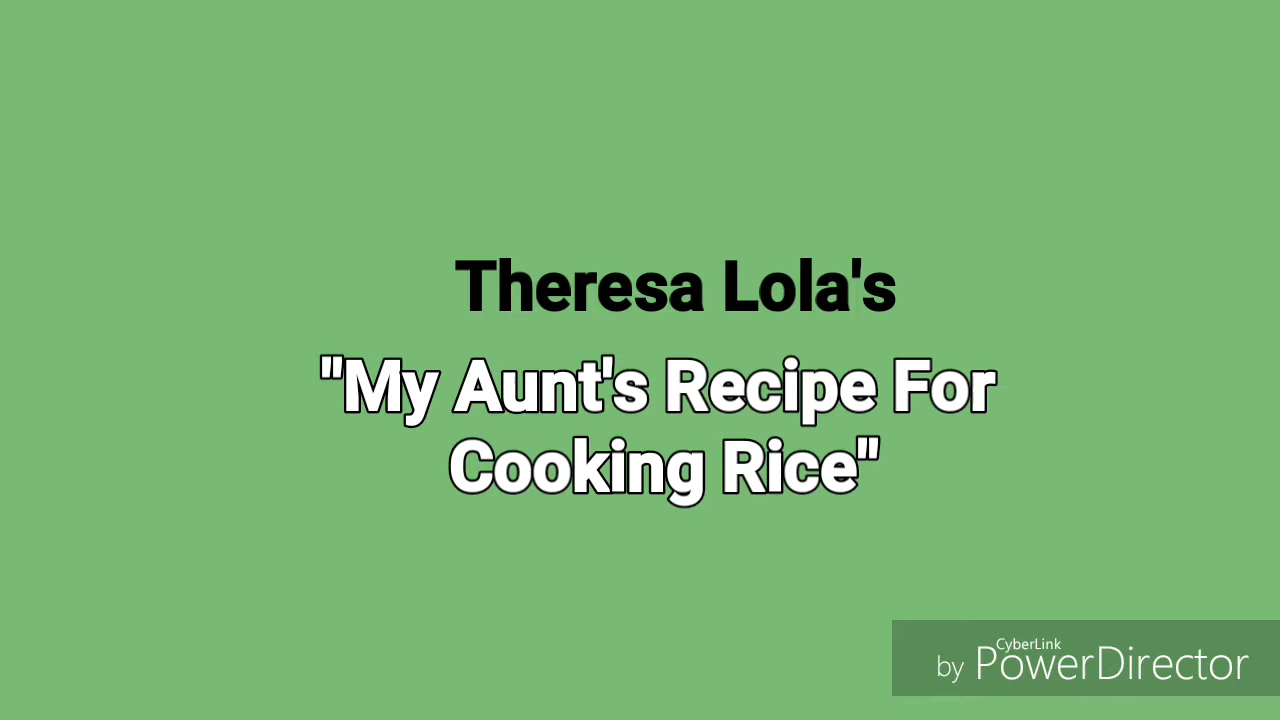 Theresa Lola's
"My Aunt's Recipe For
Cooking Rice"
CyberLink
by PowerDirector